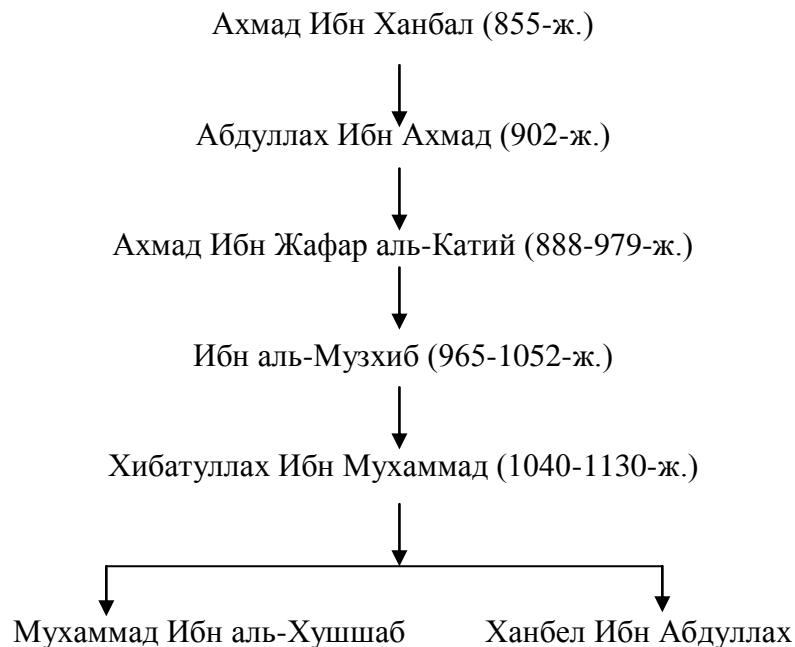 Ахмад Ибн Ханбал (855-ж.)
Абдуллах Ибн Ахмад (902-ж.)
Ахмад Ибн Жафар аль-Катий (888-979-ж.)
Ибн аль-Музхиб (965-1052-ж.)
Хибатуллах Ибн Мухаммад (1040-1130-ж.)
Мухаммад Ибн аль-Хушшаб Ханбел Ибн Абдуллах